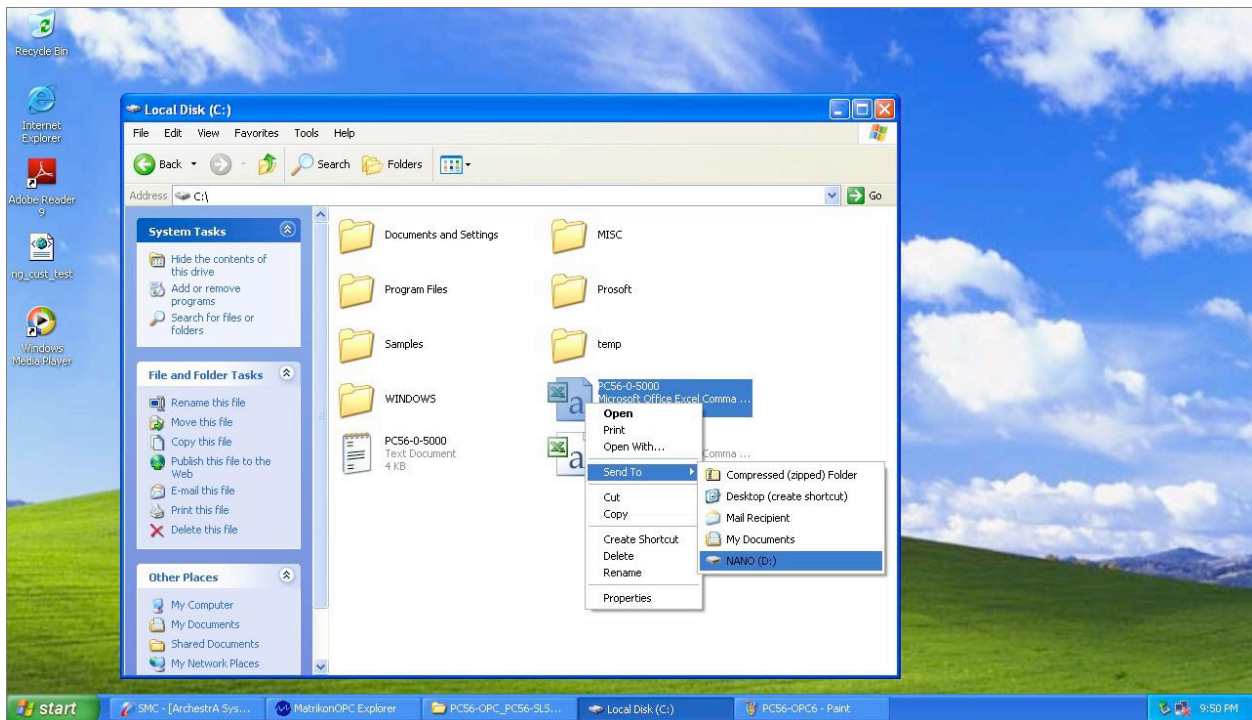 Recycle Bin
Internet
Explorer
Adobe Reader
9
ng_cust_test
Windows
Media Player
Local Disk (C:)
File Edit View Favorites Tools Help
Back Search Folders
Address C:\ Go
System Tasks
Hide the contents of
this drive
Add or remove
programs
Search for files or
folders
File and Folder Tasks
Rename this file
Move this file
Copy this file
Publish this file to the
Web
E-mail this file
Print this file
Delete this file
Other Places
My Computer
My Documents
Shared Documents
My Network Places
Documents and Settings
MISC
Program Files
Prosoft
Samples
temp
WINDOWS
PC56-0-5000
Microsoft Office Excel Comma ...
PC56-0-5000
Text Document
4 KB
Comma ...
Open
Print
Open With...
Send To
Cut
Copy
Create Shortcut
Delete
Rename
Properties
Compressed (zipped) Folder
Desktop (create shortcut)
Mail Recipient
My Documents
NANO (D:)
start
SMC - [ArchestrA Sys...
MatrikonOPC Explorer
PC56-OPC_PC56-SLS...
Local Disk (C:)
PC56-OPC6 - Paint
9:50 PM